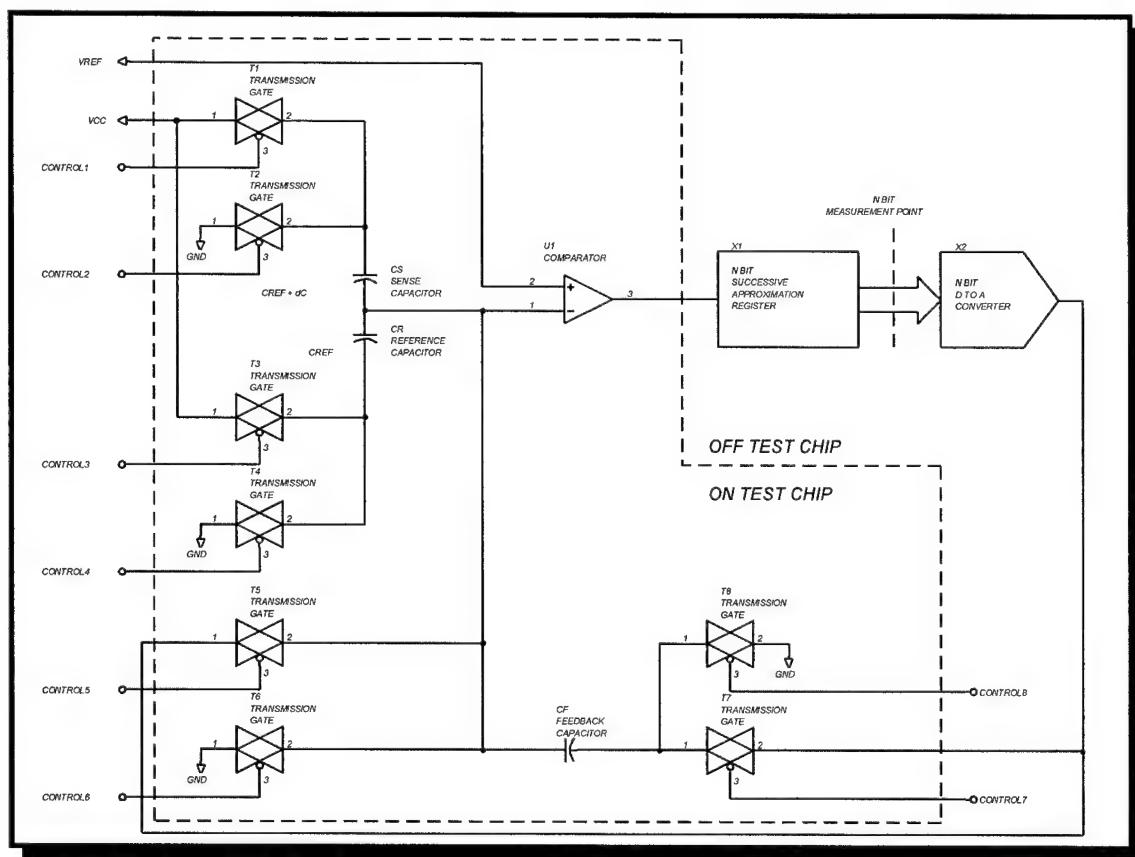 VREF
VCC
CONTROL1
CONTROL2
CONTROL3
CONTROL4
CONTROL5
CONTROL6
T1
TRANSMISSION
GATE
1
2
3
T2
TRANSMISSION
GATE
1
2
3
GND
CREF + dC
CS
SENSE
CAPACITOR
CREF
CR
REFERENCE
CAPACITOR
T3
TRANSMISSION
GATE
1
2
3
T4
TRANSMISSION
GATE
1
2
3
GND
T5
TRANSMISSION
GATE
1
2
3
T6
TRANSMISSION
GATE
1
2
3
GND
U1
COMPARATOR
2
+
1
-
3
X1
N BIT
SUCCESSIVE
APPROXIMATION
REGISTER
N BIT
MEASUREMENT POINT
X2
N BIT
D TO A
CONVERTER
OFF TEST CHIP
ON TEST CHIP
T8
TRANSMISSION
GATE
1
2
3
GND
CONTROL8
CF
FEEDBACK
CAPACITOR
T7
TRANSMISSION
GATE
1
2
3
CONTROL7